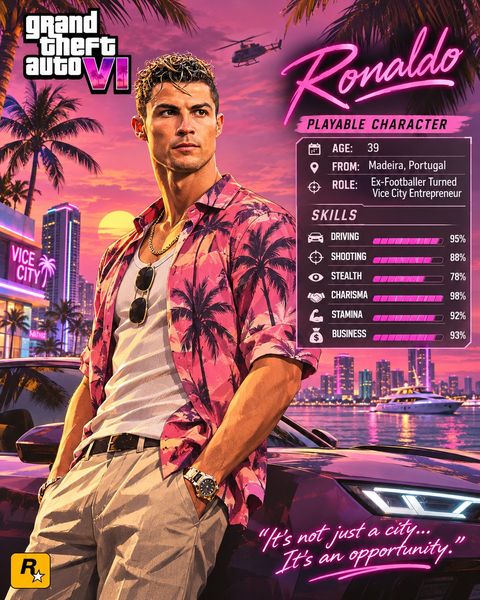 grand
theft
auto VI
Ronaldo
PLAYABLE CHARACTER
AGE: 39
FROM: Madeira, Portugal
ROLE: Ex-Footballer Turned
Vice City Entrepreneur
SKILLS
DRIVING 95%
SHOOTING 88%
STEALTH 78%
CHARISMA 98%
STAMINA 92%
BUSINESS 93%
VICE
CITY
"It's not just a city...
It's an opportunity."
R